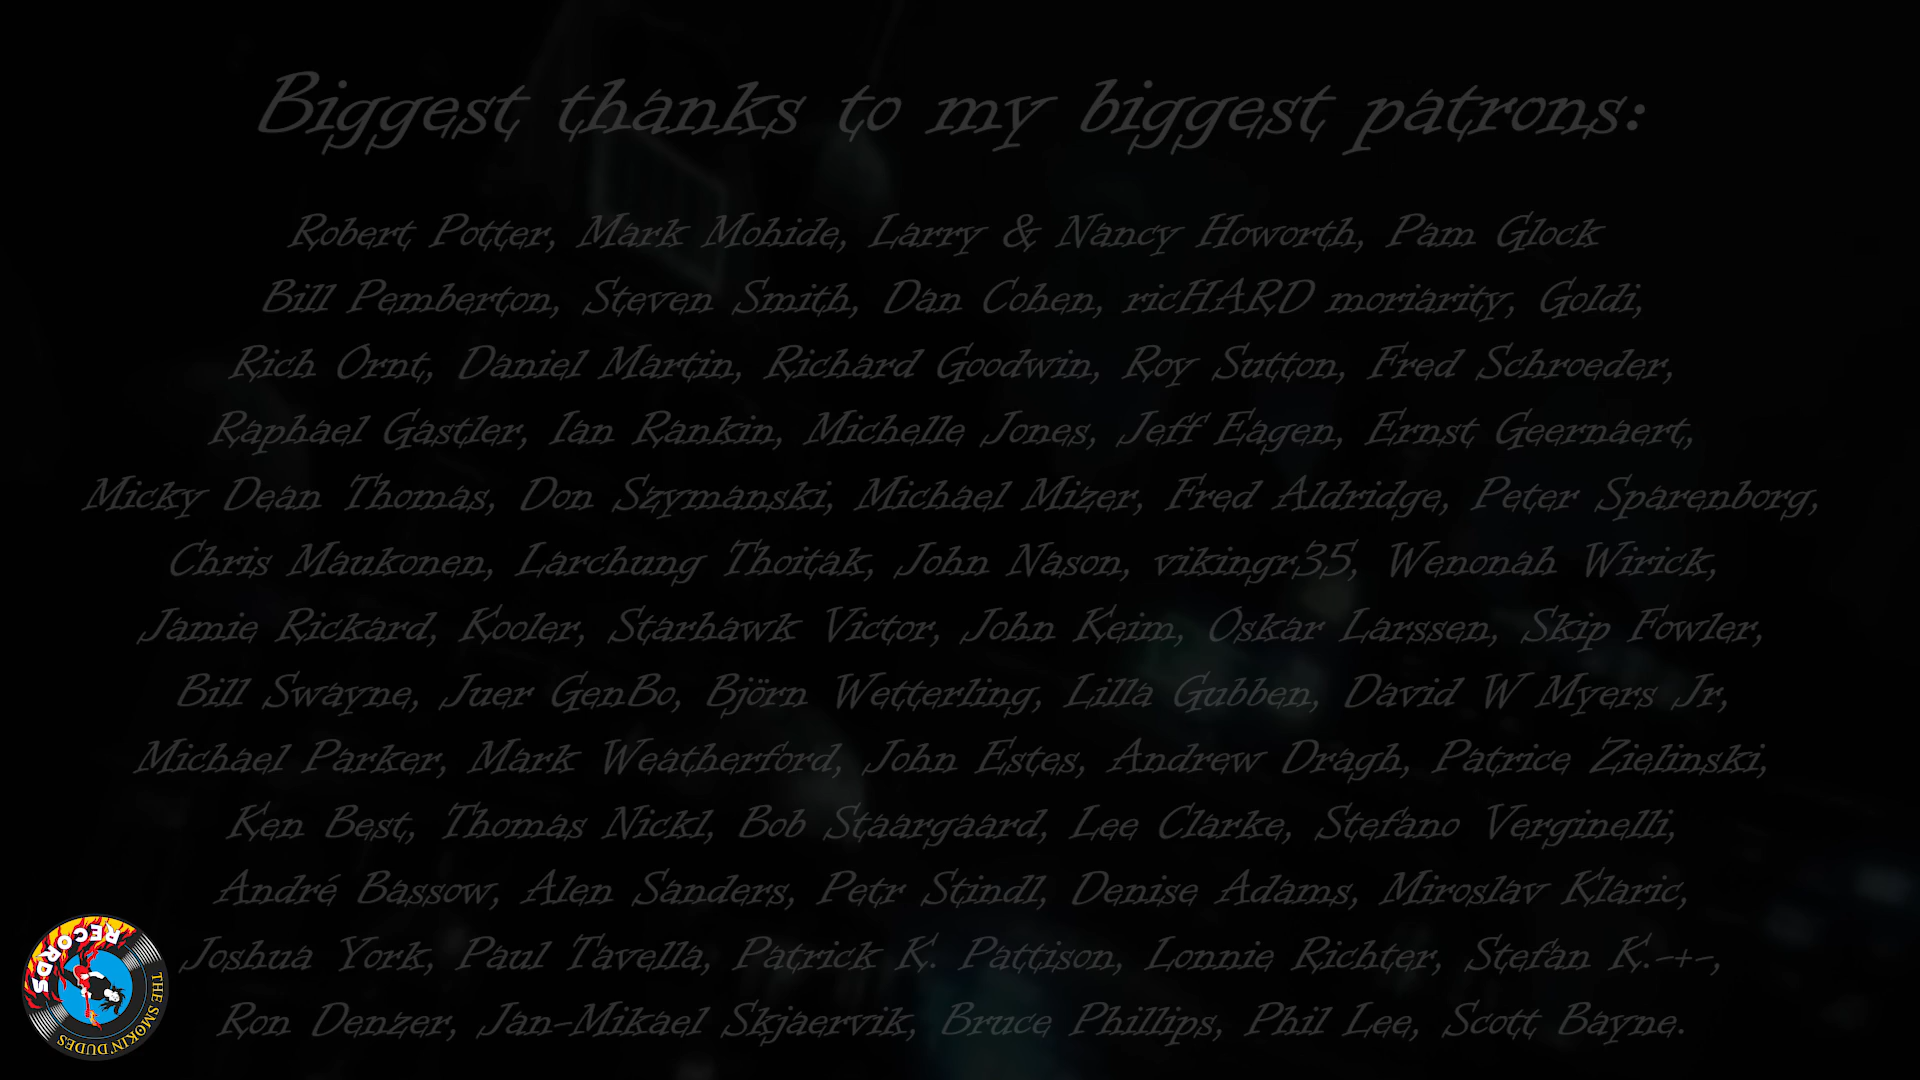 Biggest thanks to my biggest patrons:
Robert Potter, Mark Mohide, Larry & Nancy Howorth, Pam Glock
Bill Pemberton, Steven Smith, Dan Cohen, ricHARD moriarity, Goldi,
Rich Ornt, Daniel Martin, Richard Goodwin, Roy Sutton, Fred Schroeder,
Raphael Gastler, Ian Rankin, Michelle Jones, Jeff Eagen, Ernst Geernaert,
Micky Dean Thomas, Don Szymanski, Michael Mizer, Fred Aldridge, Peter Sparenborg,
Chris Maukonen, Larchung Thoitak, John Nason, vikingr35, Wenonah Wirick,
Jamie Rickard, Kooler, Starhawk Victor, John Keim, Oskar Larssen, Skip Fowler,
Bill Swayne, Juer GenBo, Björn Wetterling, Lilla Gubben, David W Myers Jr,
Michael Parker, Mark Weatherford, John Estes, Andrew Dragh, Patrice Zielinski,
Ken Best, Thomas Nickl, Bob Staargaard, Lee Clarke, Stefano Verginelli,
André Bassow, Alen Sanders, Petr Stindl, Denise Adams, Miroslav Klaric,
Joshua York, Paul Tavella, Patrick K. Pattison, Lonnie Richter, Stefan K.-+-,
Ron Denzer, Jan-Mikael Skjaervik, Bruce Phillips, Phil Lee, Scott Bayne.
THE SMOKIN' DUDES
RECORDS